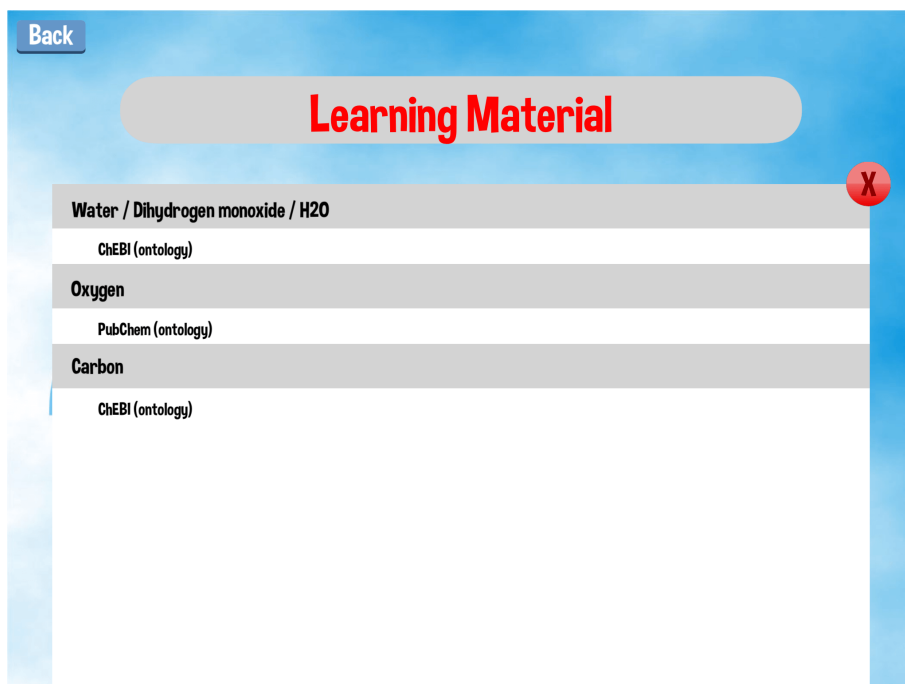 Back
Learning Material
X
Water / Dihydrogen monoxide / H2O
ChEBI (ontology)
Oxygen
PubChem (ontology)
Carbon
ChEBI (ontology)